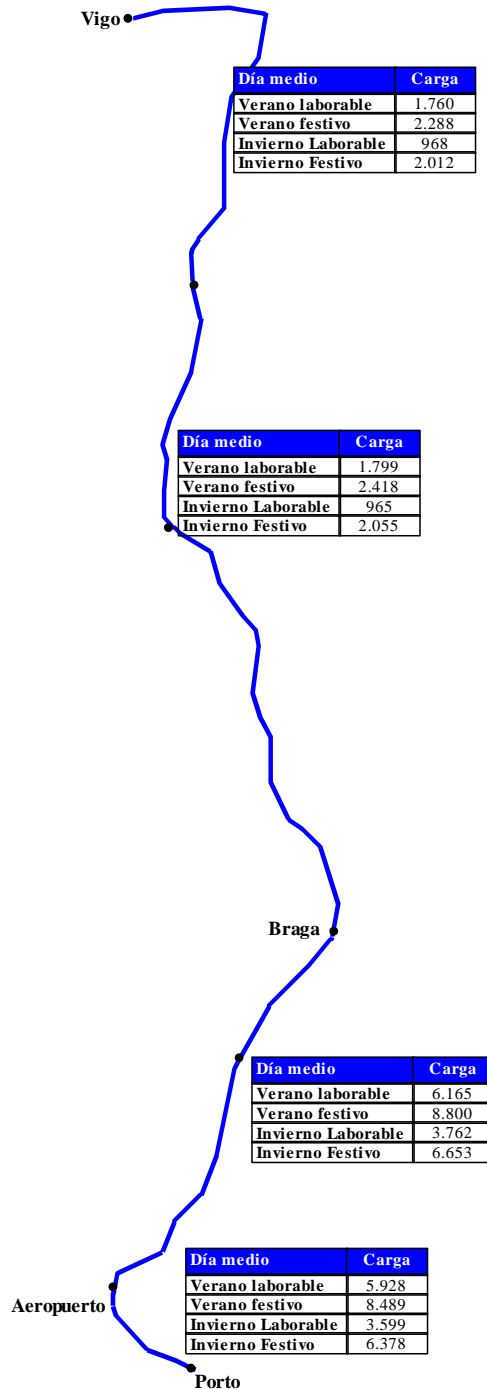 Vigo
Día medio Carga
Verano laborable 1.760
Verano festivo 2.288
Invierno Laborable 968
Invierno Festivo 2.012
Día medio Carga
Verano laborable 1.799
Verano festivo 2.418
Invierno Laborable 965
Invierno Festivo 2.055
Braga
Día medio Carga
Verano laborable 6.165
Verano festivo 8.800
Invierno Laborable 3.762
Invierno Festivo 6.653
Día medio Carga
Verano laborable 5.928
Verano festivo 8.489
Invierno Laborable 3.599
Invierno Festivo 6.378
Aeropuerto
Porto